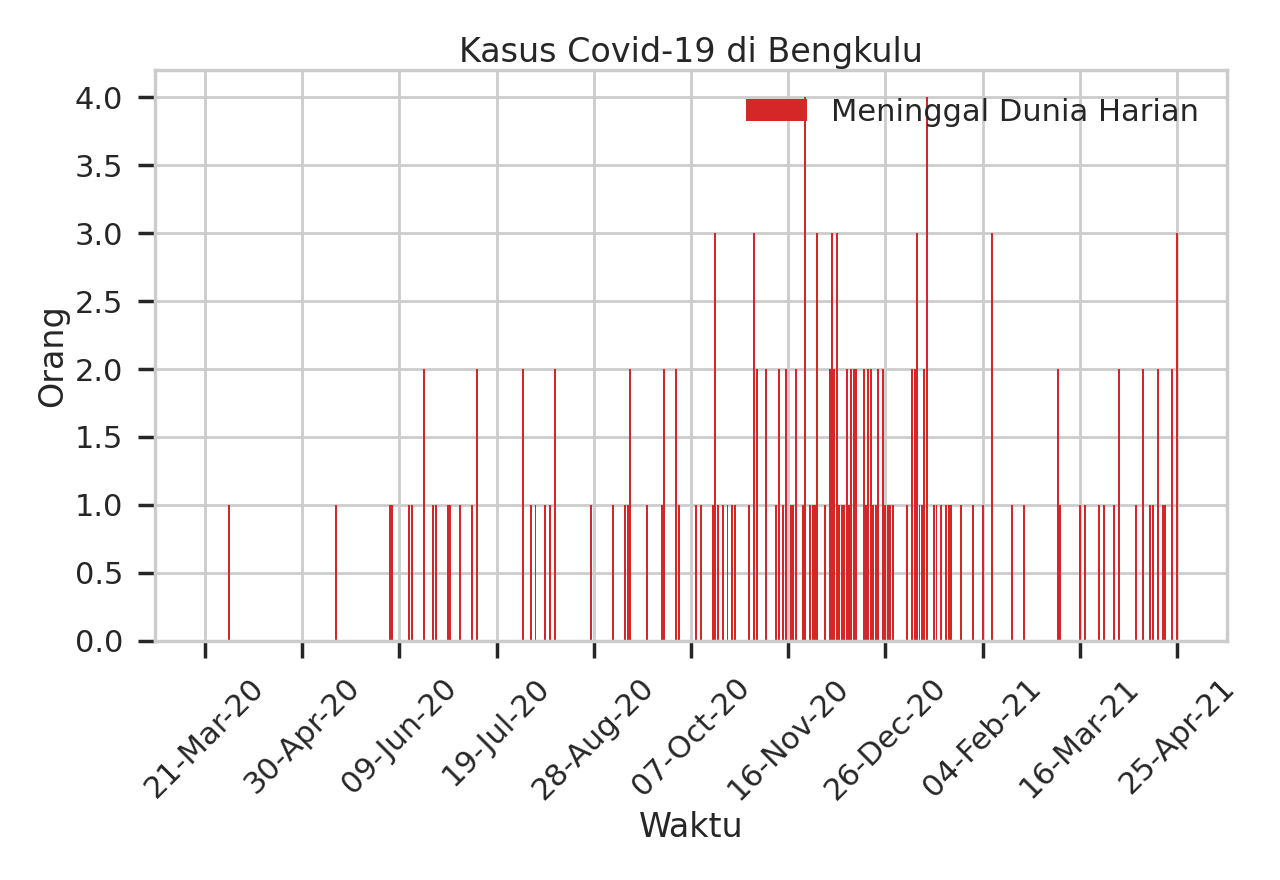 Kasus Covid-19 di Bengkulu
Meninggal Dunia Harian
Orang
4.0
3.5
3.0
2.5
2.0
1.5
1.0
0.5
0.0
21-Mar-20
30-Apr-20
09-Jun-20
19-Jul-20
28-Aug-20
07-Oct-20
16-Nov-20
26-Dec-20
04-Feb-21
16-Mar-21
25-Apr-21
Waktu